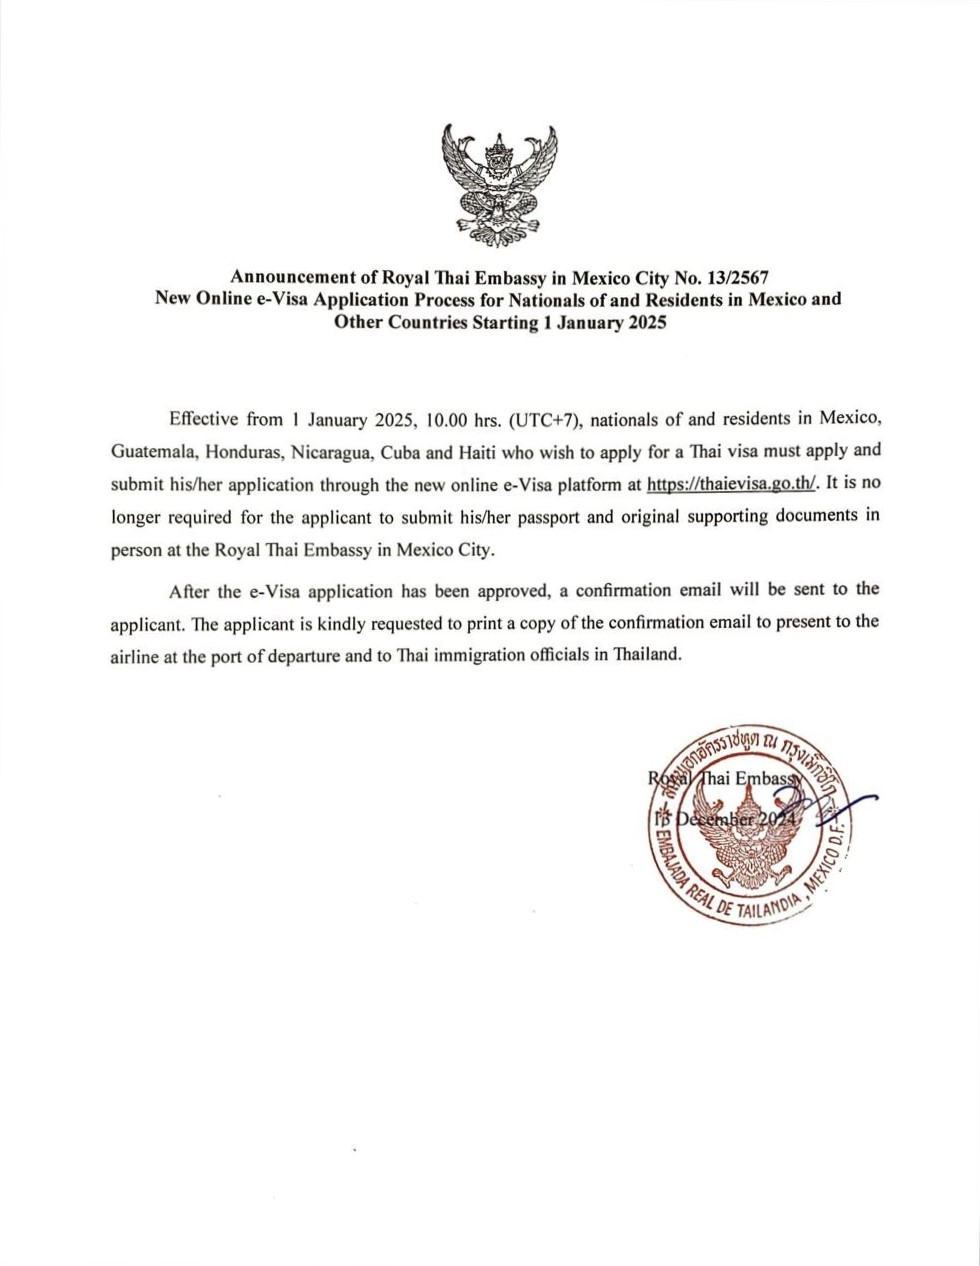 Announcement of Royal Thai Embassy in Mexico City No. 13/2567
New Online e-Visa Application Process for Nationals of and Residents in Mexico and
Other Countries Starting 1 January 2025
Effective from 1 January 2025, 10.00 hrs. (UTC+7), nationals of and residents in Mexico,
Guatemala, Honduras, Nicaragua, Cuba and Haiti who wish to apply for a Thai visa must apply and
submit his/her application through the new online e-Visa platform at https://thaievisa.go.th/. It is no
longer required for the applicant to submit his/her passport and original supporting documents in
person at the Royal Thai Embassy in Mexico City.
After the e-Visa application has been approved, a confirmation email will be sent to the
applicant. The applicant is kindly requested to print a copy of the confirmation email to present to the
airline at the port of departure and to Thai immigration officials in Thailand.
Royal Thai Embassy
December 2024
สถานเอกอัครราชทูต ณ กรุงเม็กซิโก
EMBAJADA REAL DE TAILANDIA, MEXICO D.F.